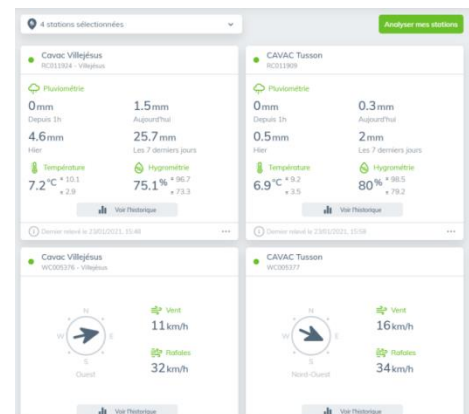 4 stations sélectionnées
Analyser mes stations
Cavac Villejésus
RC011924 - Villejésus
Pluviométrie
0mm 1.5mm
Depuis 1h Aujourd'hui
4.6mm 25.7mm
Hier Les 7 derniers jours
Température Hygrométrie
7.2°C 10.1 2.9 75.1% 96.7 73.3
Voir l'historique
Dernier relevé le 23/01/2021, 15:48
CAVAC Tusson
RC011909
Pluviométrie
0mm 0.3mm
Depuis 1h Aujourd'hui
0.5mm 2mm
Hier Les 7 derniers jours
Température Hygrométrie
6.9°C 9.2 3.5 80% 98.5 79.2
Voir l'historique
Dernier relevé le 23/01/2021, 15:59
Cavac Villejésus
WC005376 - Villejésus
N
W E
S
Ouest
Vent
11km/h
Rafales
32km/h
Voir l'historique
CAVAC Tusson
WC005377
N
W E
S
Nord-Ouest
Vent
16km/h
Rafales
34km/h
Voir l'historique